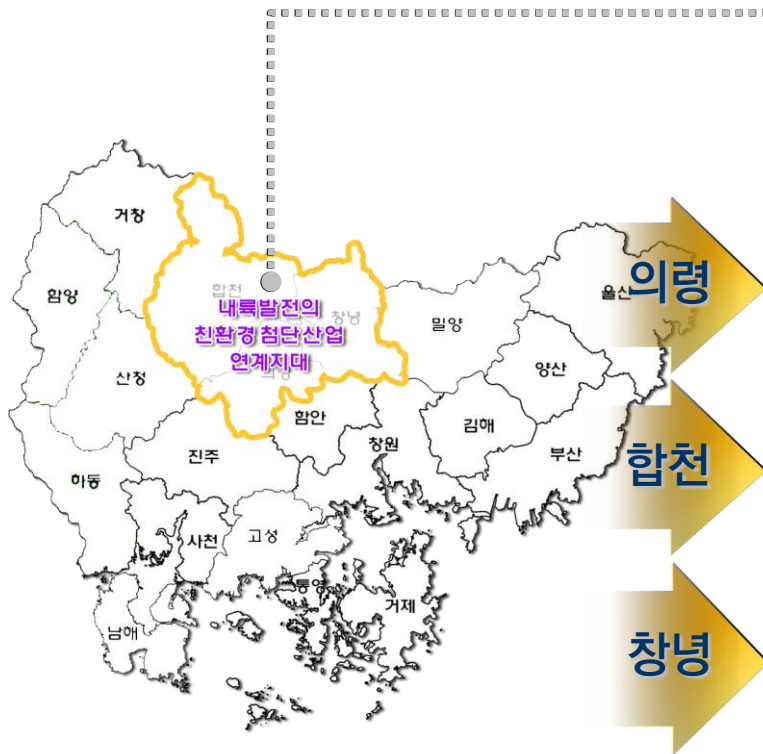 거창
함양
합천
창녕
내륙발전의
친환경 첨단산업
연계지대
의령
산청
밀양
울산
양산
함안
김해
창원
부산
진주
하동
사천
고성
통영
거제
남해
의령
합천
창녕